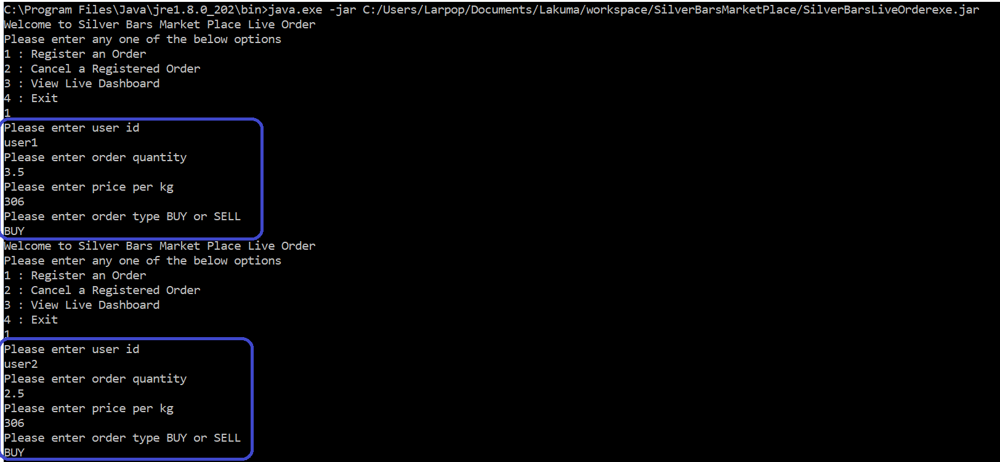 C:\Program Files\Java\jre1.8.0_202\bin>java.exe -jar C:/Users/Larpop/Documents/Lakuma/workspace/SilverBarsMarketPlace/SilverBarsLiveOrderexe.jar
Welcome to Silver Bars Market Place Live Order
Please enter any one of the below options
1 : Register an Order
2 : Cancel a Registered Order
3 : View Live Dashboard
4 : Exit
1
Please enter user id
user1
Please enter order quantity
3.5
Please enter price per kg
306
Please enter order type BUY or SELL
BUY
Welcome to Silver Bars Market Place Live Order
Please enter any one of the below options
1 : Register an Order
2 : Cancel a Registered Order
3 : View Live Dashboard
4 : Exit
1
Please enter user id
user2
Please enter order quantity
2.5
Please enter price per kg
306
Please enter order type BUY or SELL
BUY